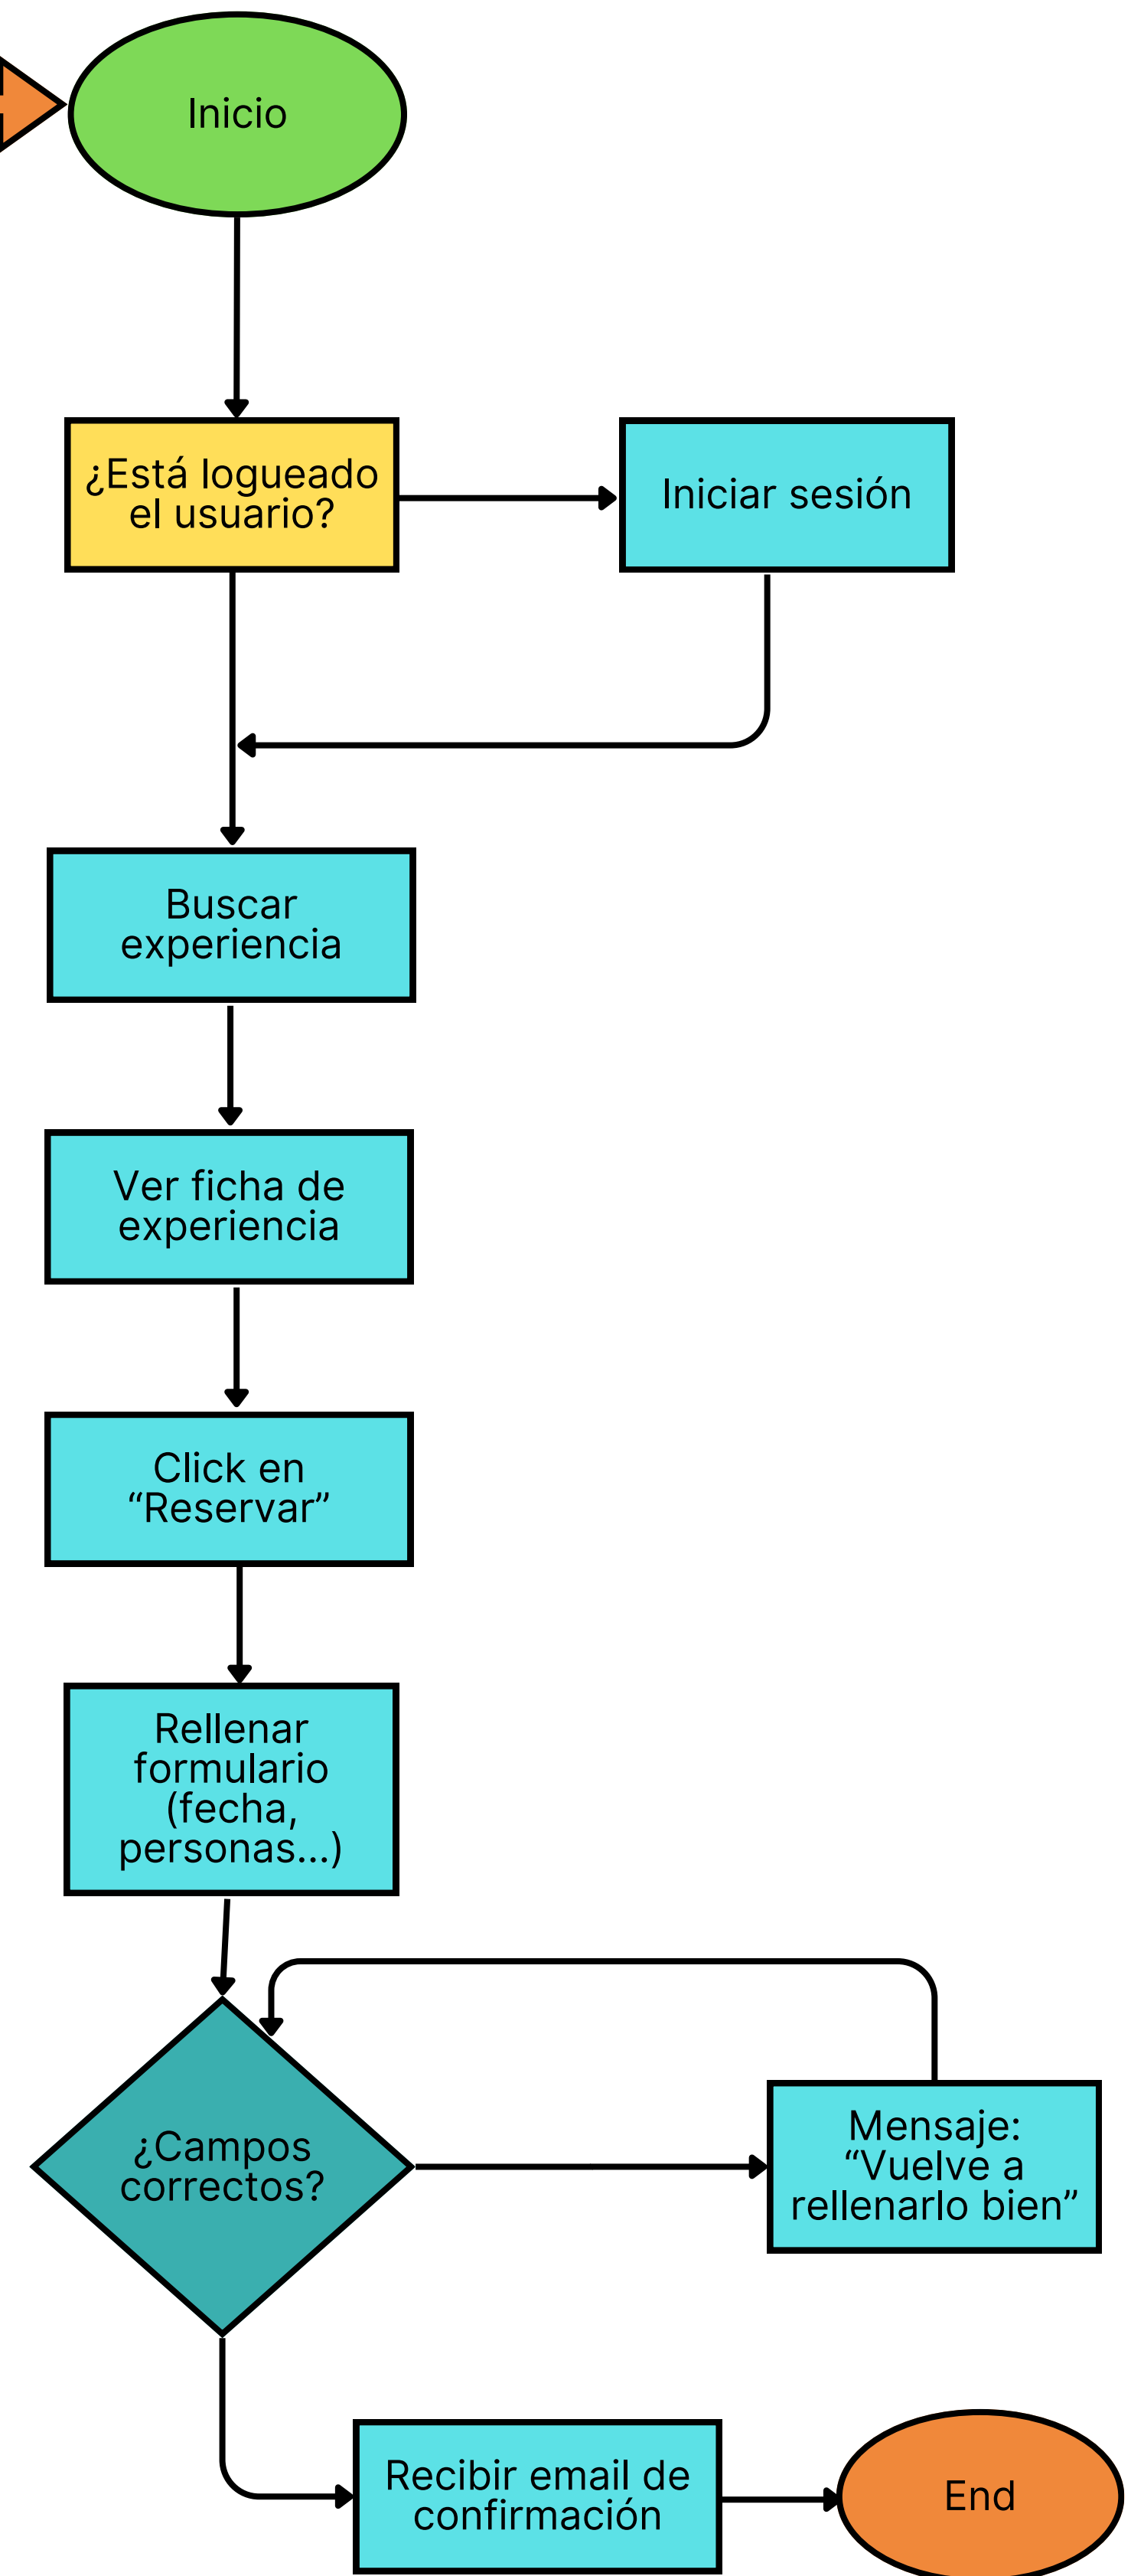 Inicio
¿Está logueado
el usuario?
Iniciar sesión
Buscar
experiencia
Ver ficha de
experiencia
Click en
“Reservar”
Rellenar
formulario
(fecha,
personas...)
¿Campos
correctos?
Mensaje:
“Vuelve a
rellenarlo bien”
Recibir email de
confirmación
End